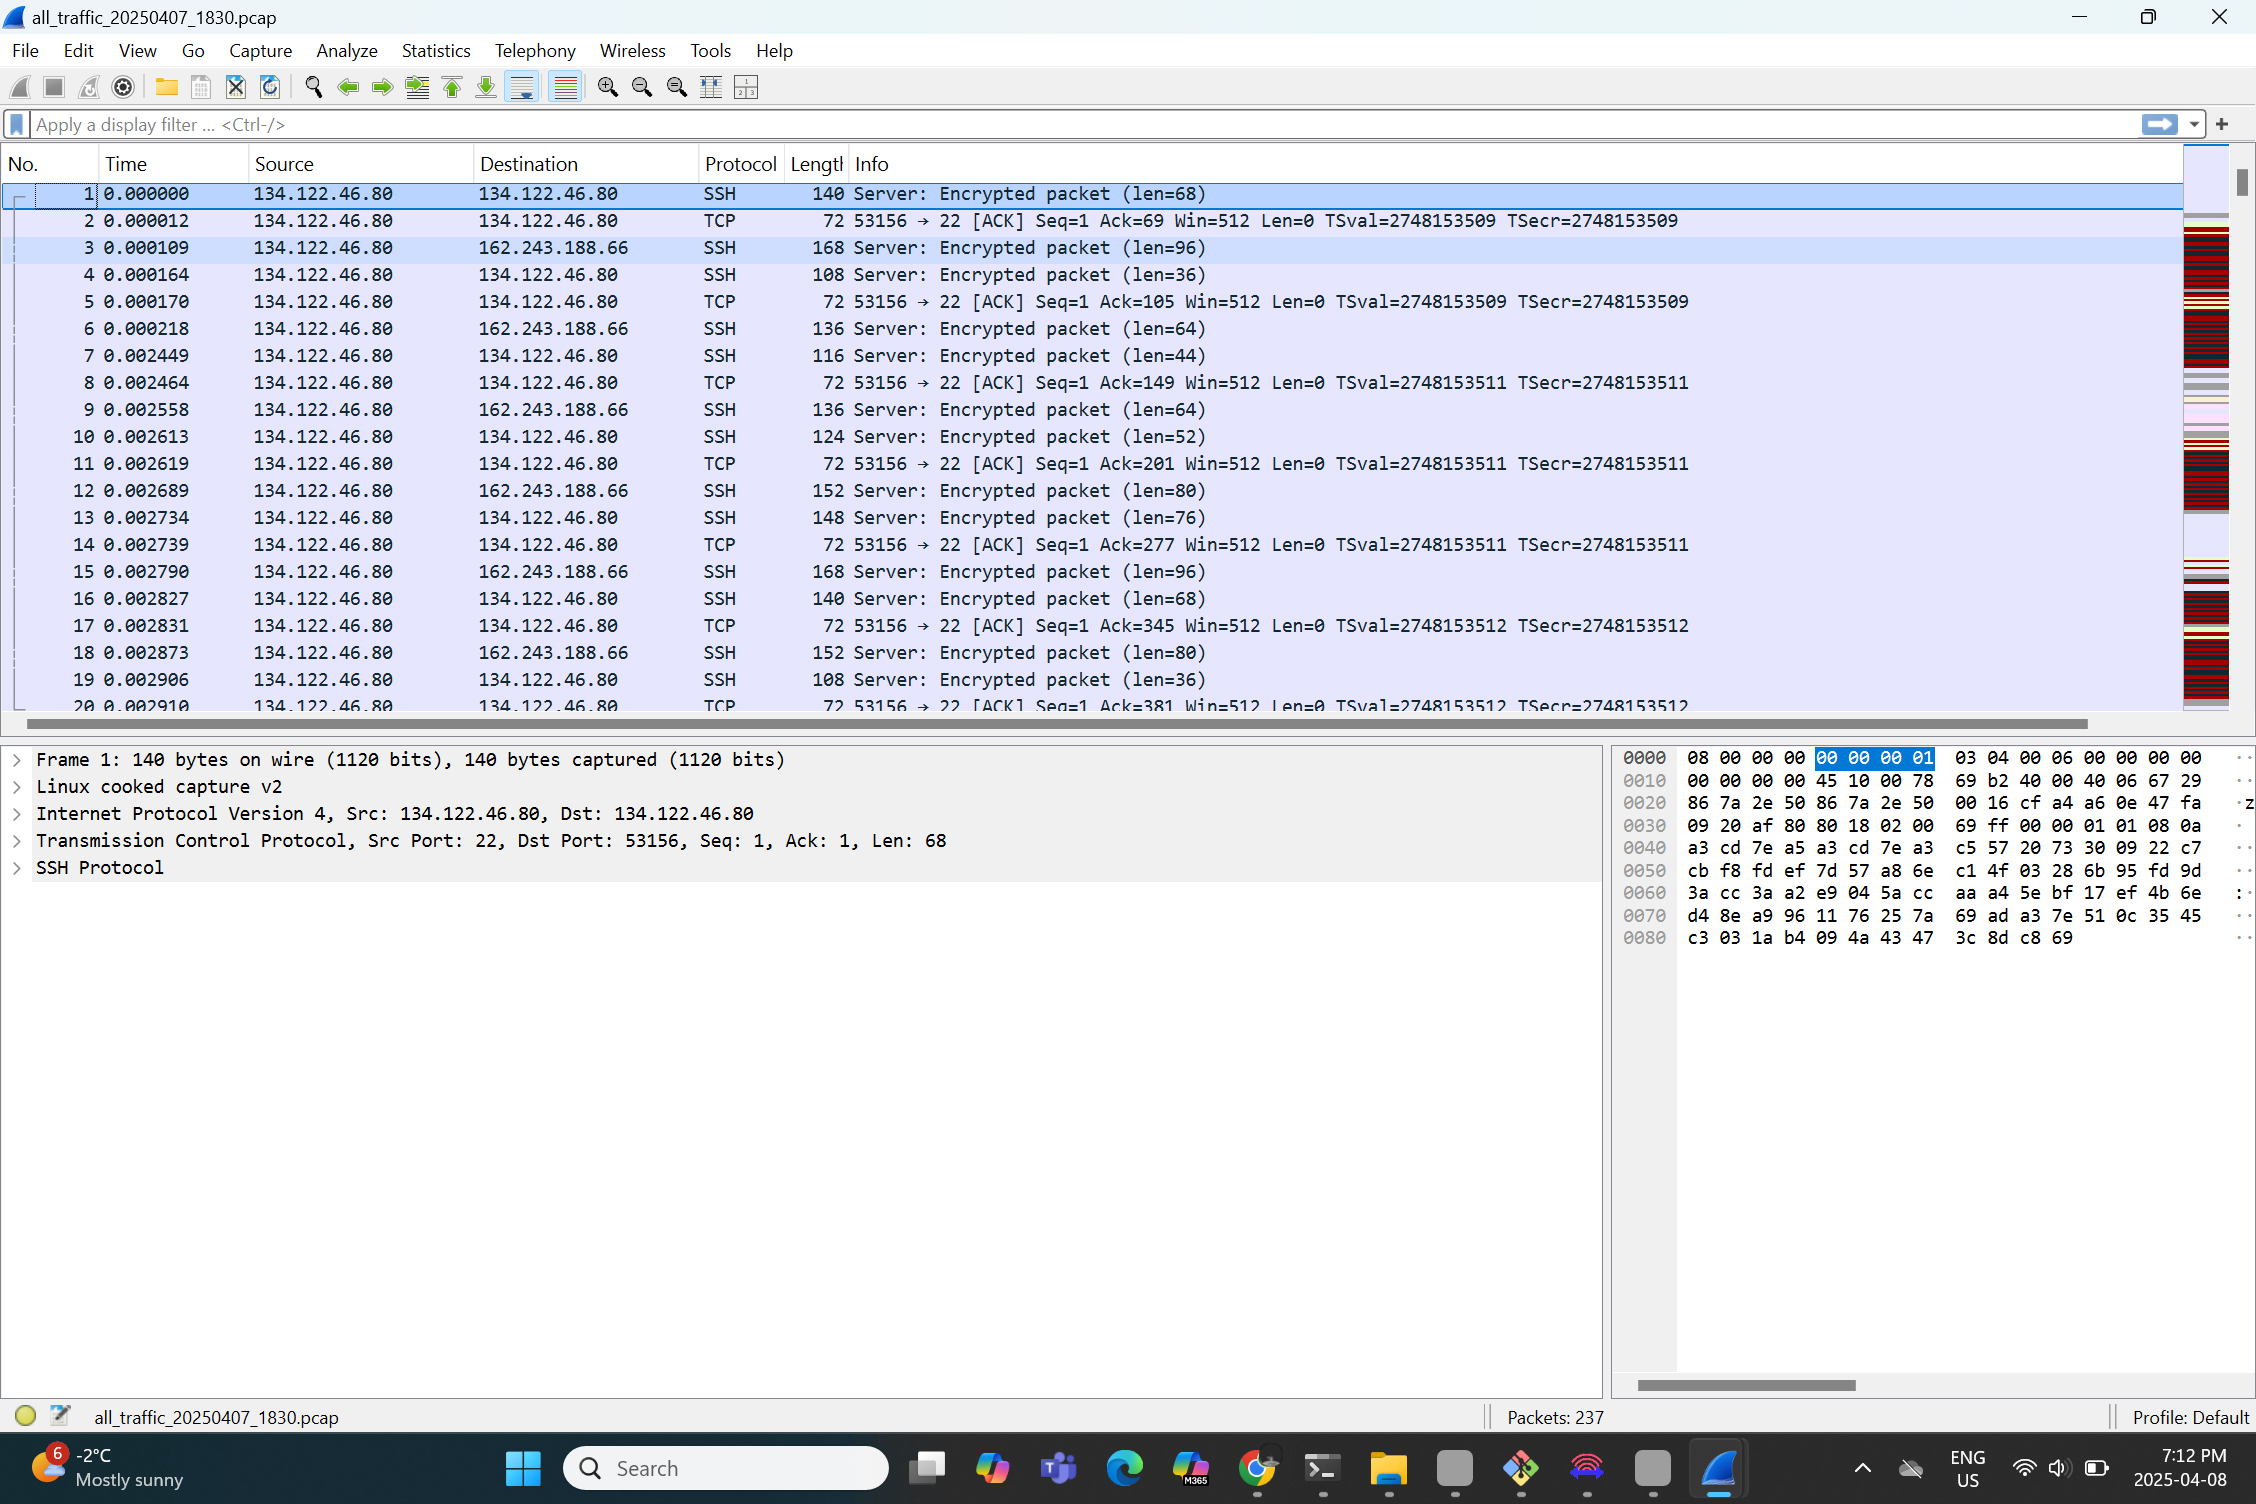 all_traffic_20250407_1830.pcap
File Edit View Go Capture Analyze Statistics Telephony Wireless Tools Help
Apply a display filter ... <Ctrl-/>
No. Time Source Destination Protocol Length Info
1 0.000000 134.122.46.80 134.122.46.80 SSH 140 Server: Encrypted packet (len=68)
2 0.000012 134.122.46.80 134.122.46.80 TCP 72 53156 → 22 [ACK] Seq=1 Ack=69 Win=512 Len=0 TSval=2748153509 TSecr=2748153509
3 0.000109 134.122.46.80 162.243.188.66 SSH 168 Server: Encrypted packet (len=96)
4 0.000164 134.122.46.80 134.122.46.80 SSH 108 Server: Encrypted packet (len=36)
5 0.000170 134.122.46.80 134.122.46.80 TCP 72 53156 → 22 [ACK] Seq=1 Ack=105 Win=512 Len=0 TSval=2748153509 TSecr=2748153509
6 0.000218 134.122.46.80 162.243.188.66 SSH 136 Server: Encrypted packet (len=64)
7 0.002449 134.122.46.80 134.122.46.80 SSH 116 Server: Encrypted packet (len=44)
8 0.002464 134.122.46.80 134.122.46.80 TCP 72 53156 → 22 [ACK] Seq=1 Ack=149 Win=512 Len=0 TSval=2748153511 TSecr=2748153511
9 0.002558 134.122.46.80 162.243.188.66 SSH 136 Server: Encrypted packet (len=64)
10 0.002613 134.122.46.80 134.122.46.80 SSH 124 Server: Encrypted packet (len=52)
11 0.002619 134.122.46.80 134.122.46.80 TCP 72 53156 → 22 [ACK] Seq=1 Ack=201 Win=512 Len=0 TSval=2748153511 TSecr=2748153511
12 0.002689 134.122.46.80 162.243.188.66 SSH 152 Server: Encrypted packet (len=80)
13 0.002734 134.122.46.80 134.122.46.80 SSH 148 Server: Encrypted packet (len=76)
14 0.002739 134.122.46.80 134.122.46.80 TCP 72 53156 → 22 [ACK] Seq=1 Ack=277 Win=512 Len=0 TSval=2748153511 TSecr=2748153511
15 0.002790 134.122.46.80 162.243.188.66 SSH 168 Server: Encrypted packet (len=96)
16 0.002827 134.122.46.80 134.122.46.80 SSH 140 Server: Encrypted packet (len=68)
17 0.002831 134.122.46.80 134.122.46.80 TCP 72 53156 → 22 [ACK] Seq=1 Ack=345 Win=512 Len=0 TSval=2748153512 TSecr=2748153512
18 0.002873 134.122.46.80 162.243.188.66 SSH 152 Server: Encrypted packet (len=80)
19 0.002906 134.122.46.80 134.122.46.80 SSH 108 Server: Encrypted packet (len=36)
20 0.002910 134.122.46.80 134.122.46.80 TCP 72 53156 → 22 [ACK] Seq=1 Ack=381 Win=512 Len=0 TSval=2748153512 TSecr=2748153512
Frame 1: 140 bytes on wire (1120 bits), 140 bytes captured (1120 bits)
Linux cooked capture v2
Internet Protocol Version 4, Src: 134.122.46.80, Dst: 134.122.46.80
Transmission Control Protocol, Src Port: 22, Dst Port: 53156, Seq: 1, Ack: 1, Len: 68
SSH Protocol
0000 08 00 00 00 00 00 00 01 03 04 00 06 00 00 00 00 ··
0010 00 00 00 00 45 10 00 78 69 b2 40 00 40 06 67 29 ··
0020 86 7a 2e 50 86 7a 2e 50 00 16 cf a4 a6 0e 47 fa ·z
0030 09 20 af 80 80 18 02 00 69 ff 00 00 01 01 08 0a ·
0040 a3 cd 7e a5 a3 cd 7e a3 c5 57 20 73 30 09 22 c7 ··
0050 cb f8 fd ef 7d 57 a8 6e c1 4f 03 28 6b 95 fd 9d ··
0060 3a cc 3a a2 e9 04 5a cc aa a4 5e bf 17 ef 4b 6e :·
0070 d4 8e a9 96 11 76 25 7a 69 ad a3 7e 51 0c 35 45 ··
0080 c3 03 1a b4 09 4a 43 47 3c 8d c8 69 ··
all_traffic_20250407_1830.pcap Packets: 237 Profile: Default
6 -2°C
Mostly sunny
Search
M365
ENG
US
7:12 PM
2025-04-08